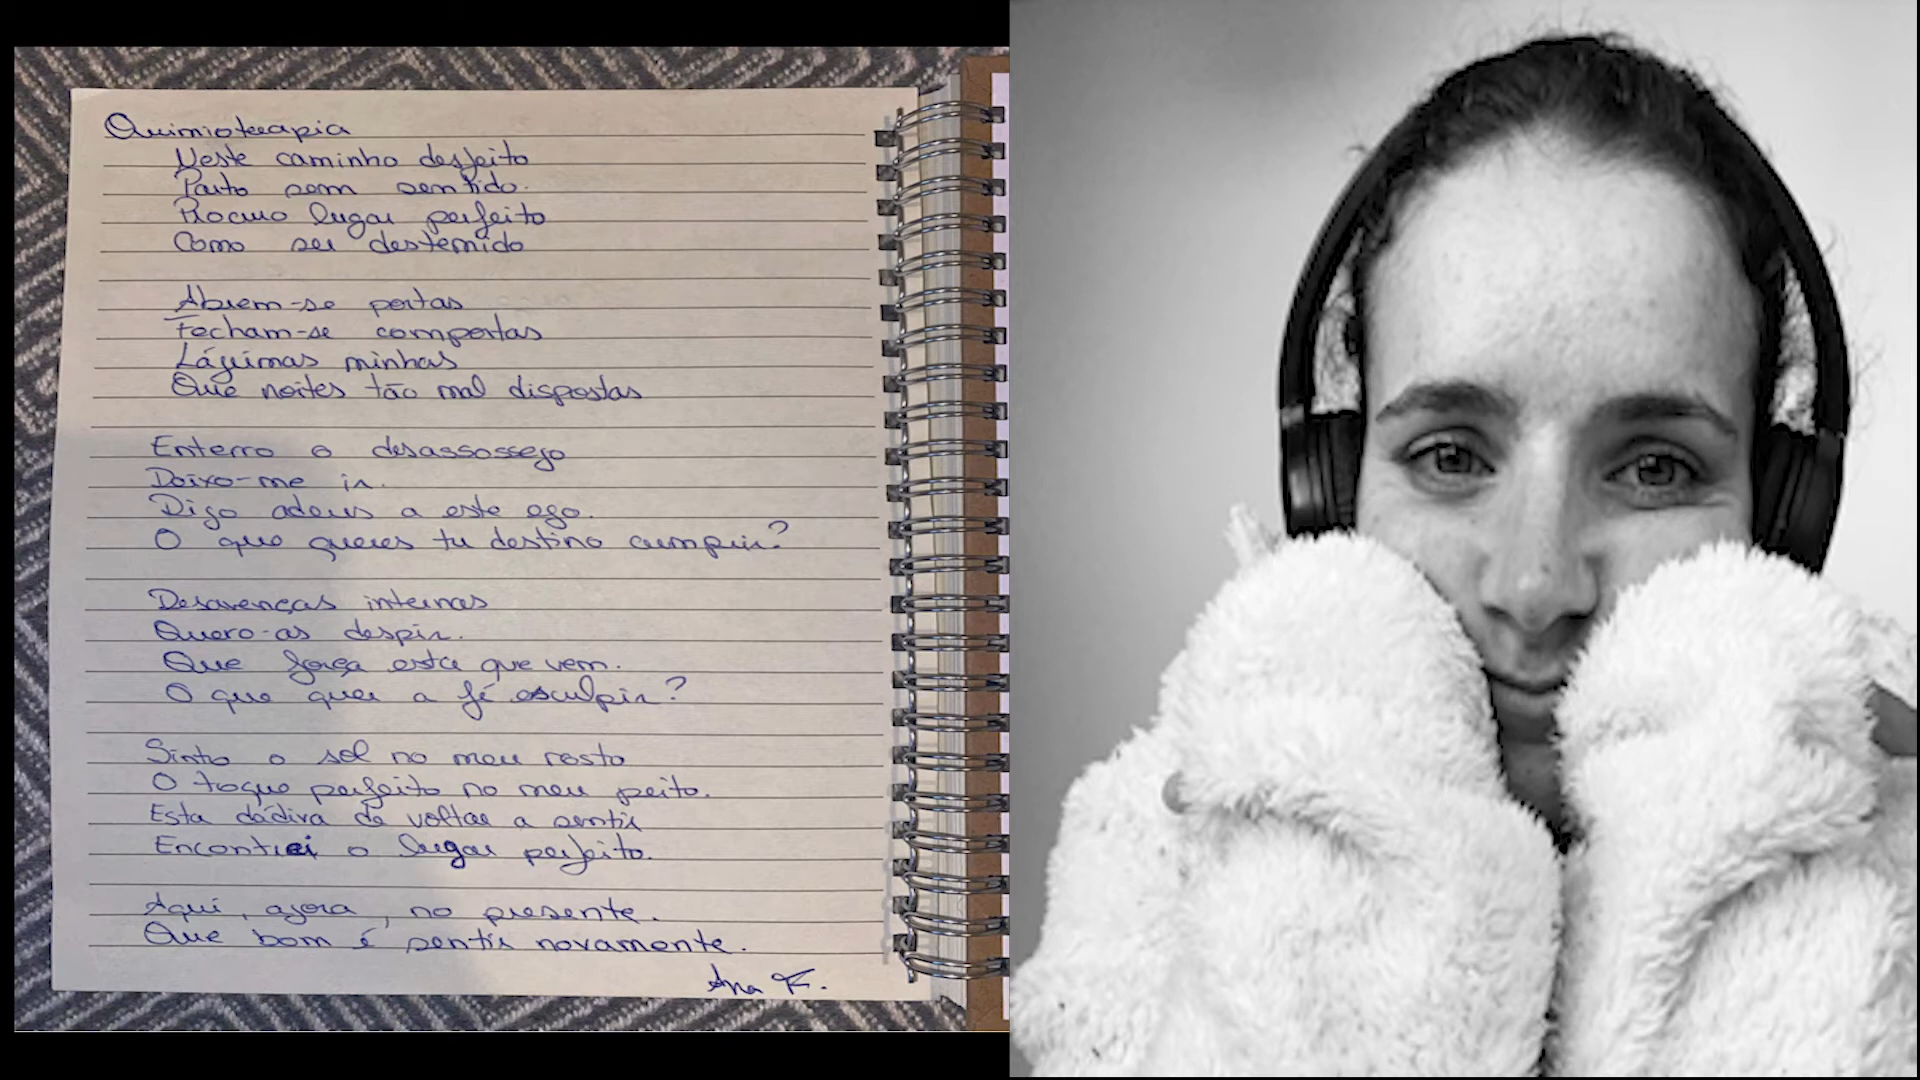 Quimioterapia
Neste caminho desfeito
Parto sem sentido.
Procuro lugar perfeito
Como ser destemido
Abrem-se portas
Fecham-se comportas
Lágrimas minhas
Que noites tão mal dispostas
Enterro o desassossego
Deixo-me ir.
Digo adeus a este ego.
O que queres tu destino cumprir?
Desavenças internas
Quero-as despir.
Que força esta que vem.
O que quer a fé esculpir?
Sinto o sol no meu rosto
O toque perfeito no meu peito.
Esta dádiva de voltar a sentir
Encontrei o lugar perfeito.
Aqui, agora, no presente.
Que bom é sentir novamente.
Ana F.